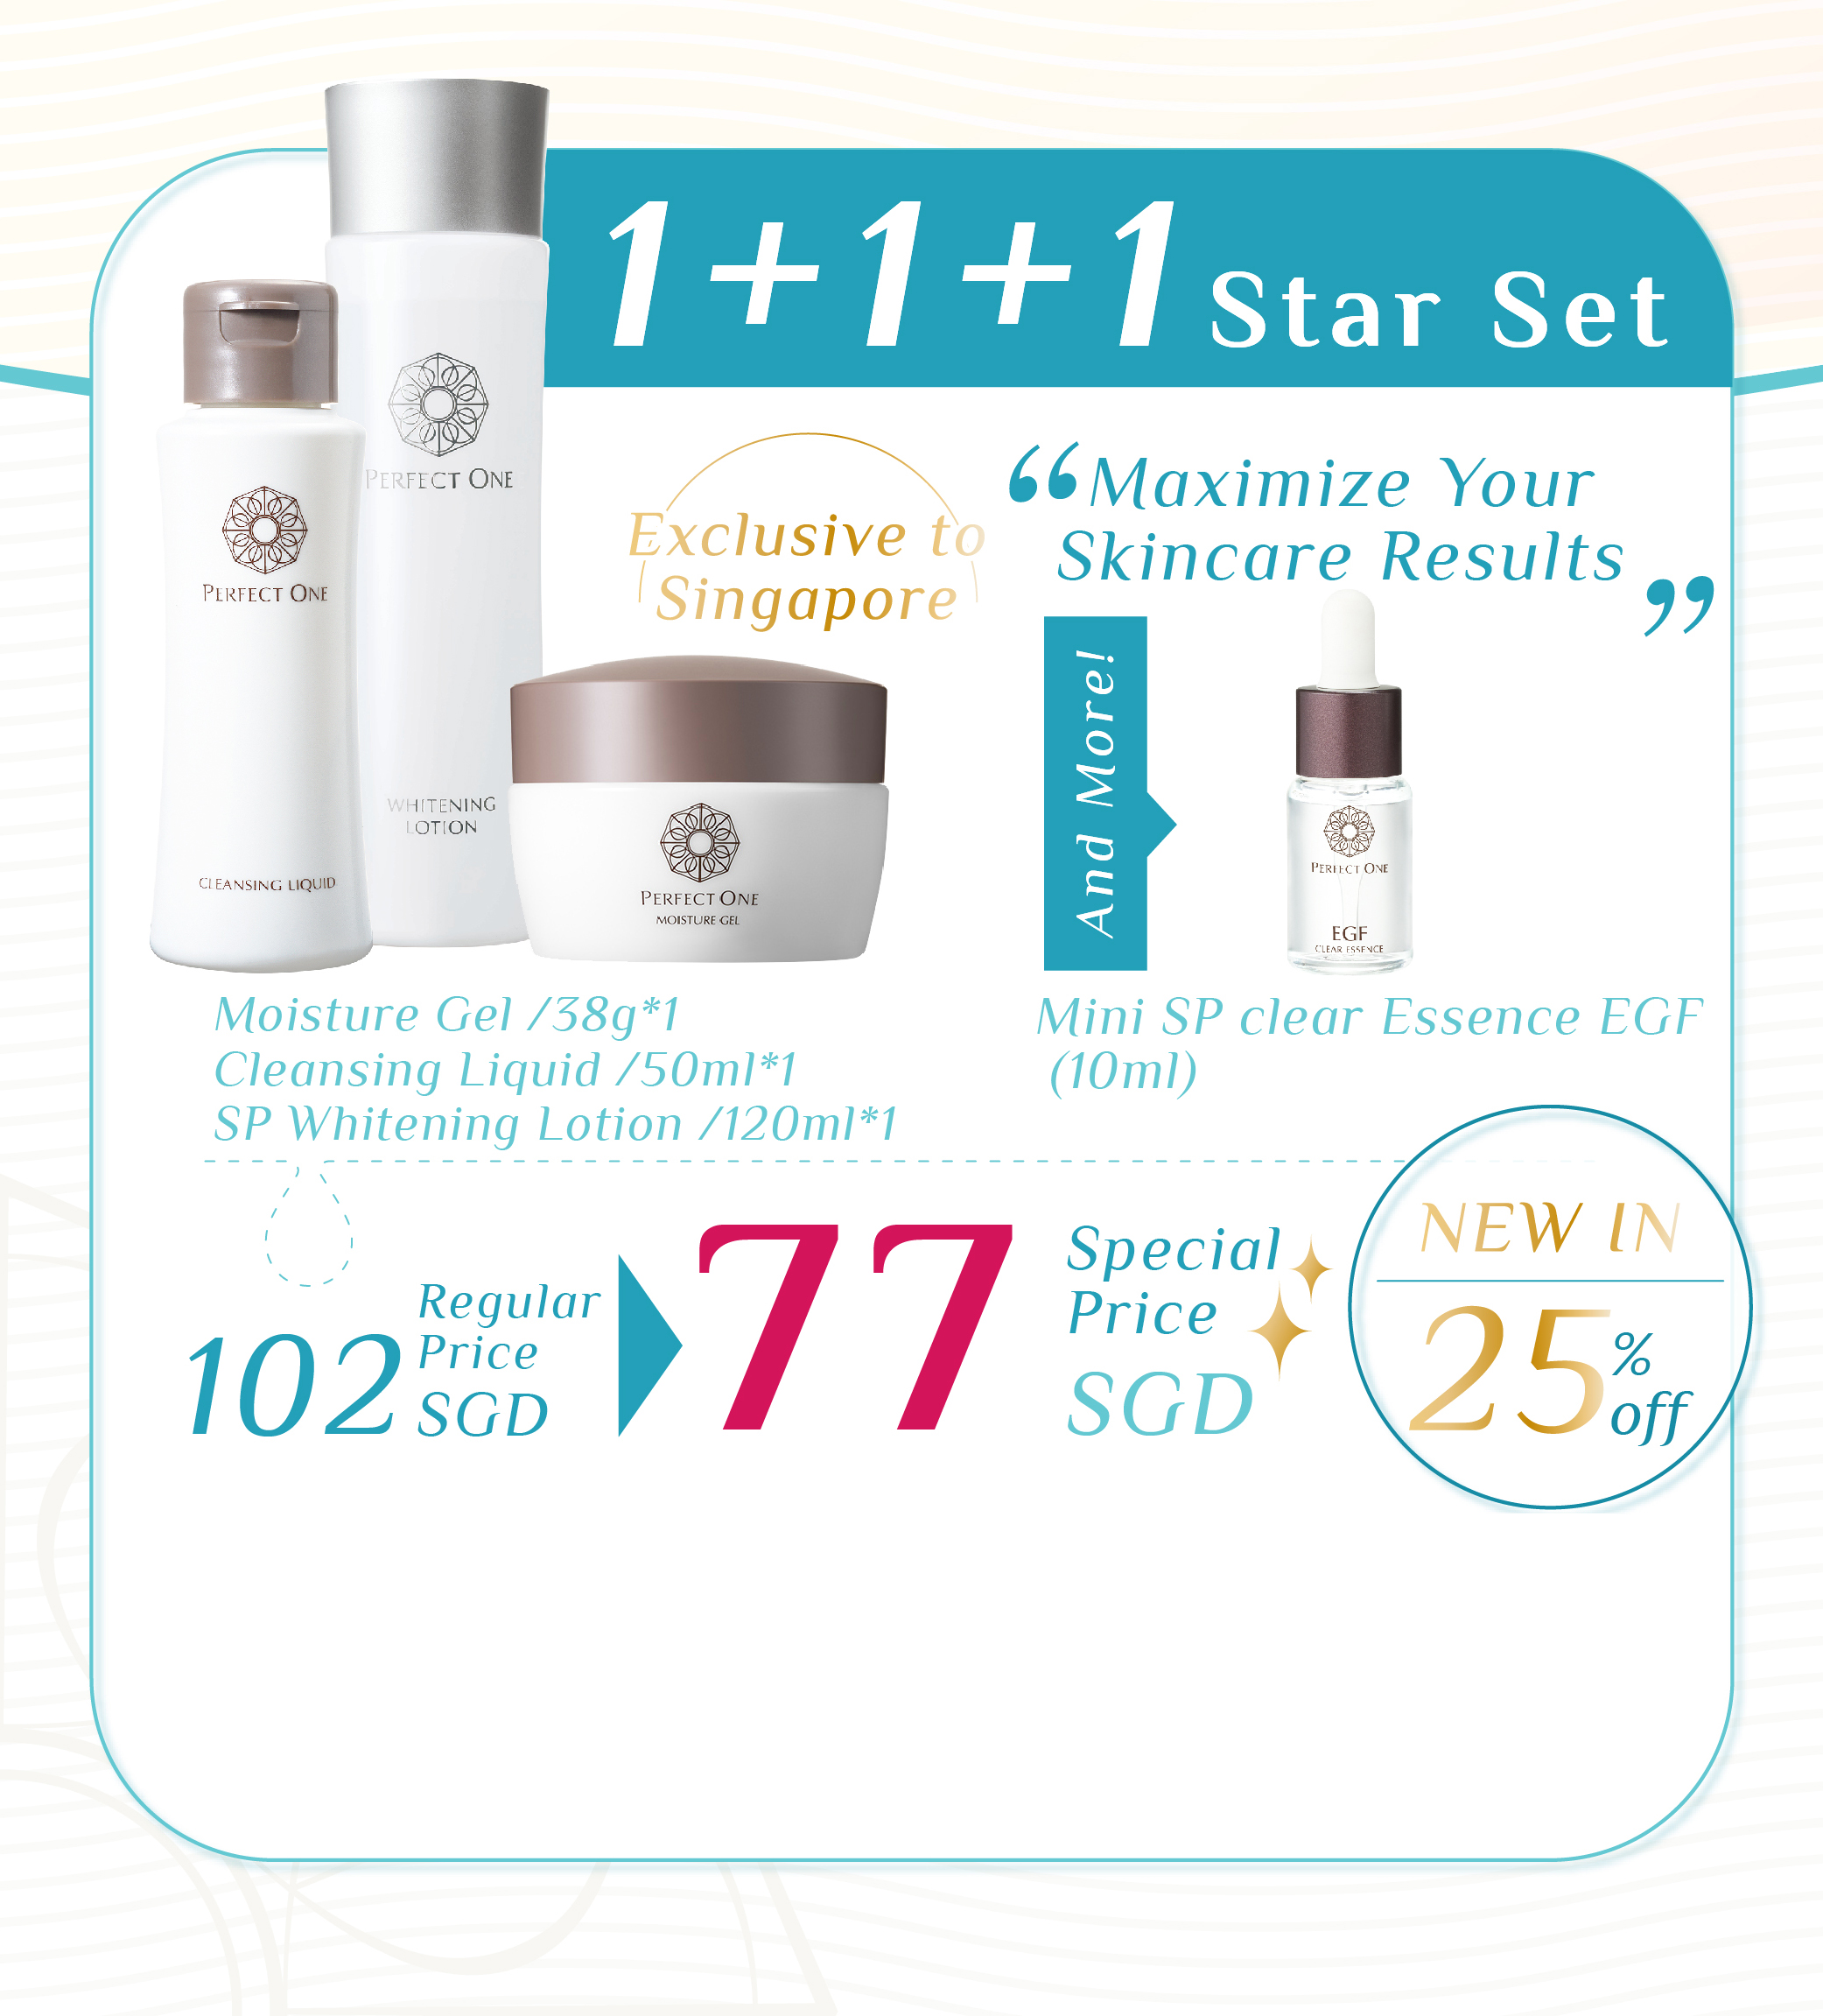 1+1+1 Star Set
PERFECT ONE
WHITENING
LOTION
PERFECT ONE
CLEANSING LIQUID
Exclusive to
Singapore
“Maximize Your
Skincare Results”
PERFECT ONE
MOISTURE GEL
And More!
PERFECT ONE
EGF
CLEAR ESSENCE
Moisture Gel /38g*1
Cleansing Liquid /50ml*1
SP Whitening Lotion /120ml*1
Mini SP clear Essence EGF
(10ml)
102 Regular
Price
SGD
77 Special
Price
SGD
NEW IN
25%
off